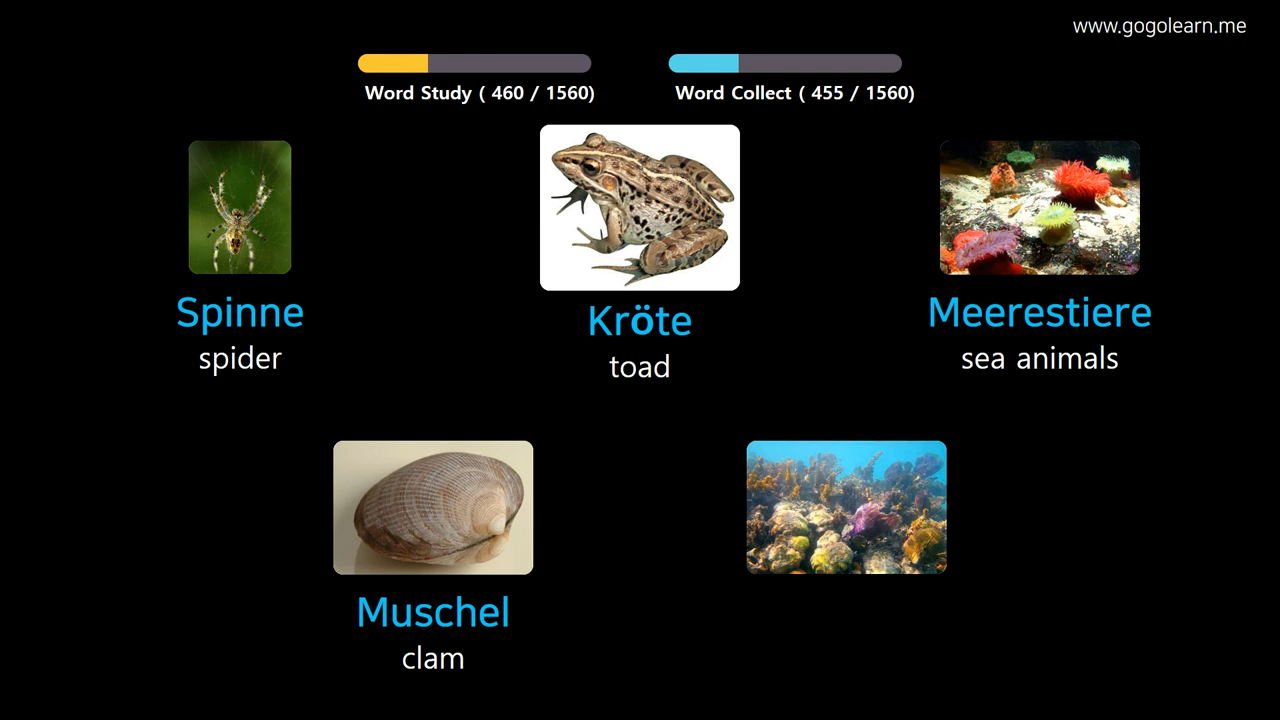 www.gogolearn.me
Word Study ( 460 / 1560)
Word Collect ( 455 / 1560)
Spinne
spider
Kröte
toad
Meerestiere
sea animals
Muschel
clam